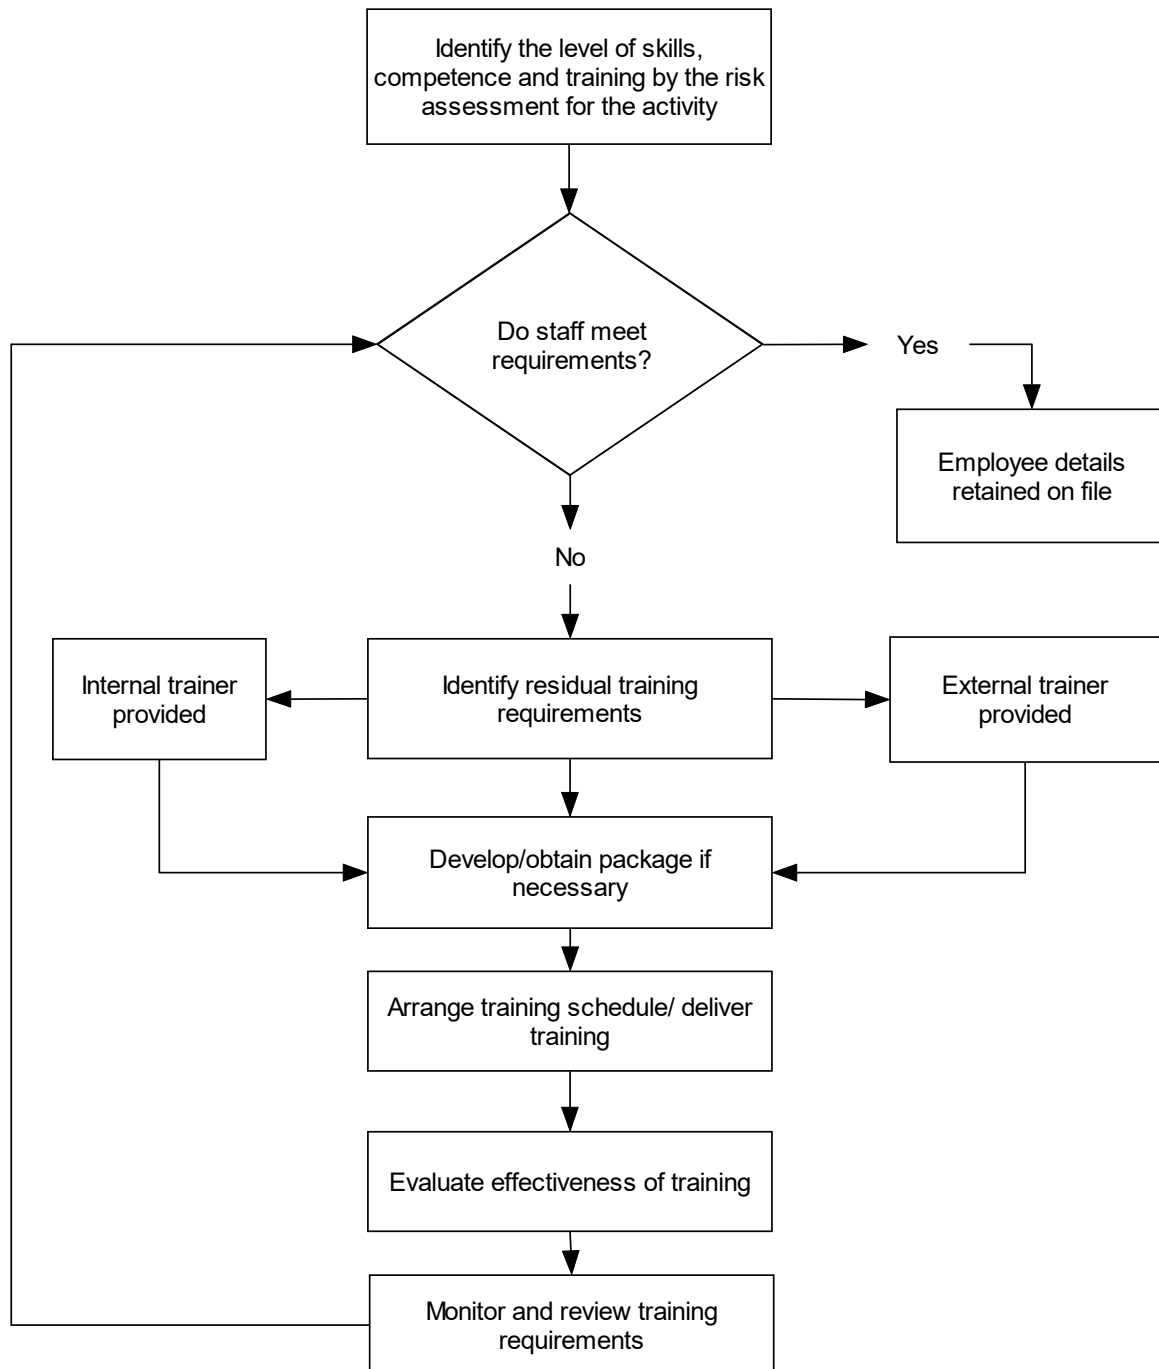 Identify the level of skills,
competence and training by the risk
assessment for the activity
Do staff meet
requirements?
Yes
Employee details
retained on file
No
Internal trainer
provided
Identify residual training
requirements
External trainer
provided
Develop/obtain package if
necessary
Arrange training schedule/ deliver
training
Evaluate effectiveness of training
Monitor and review training
requirements